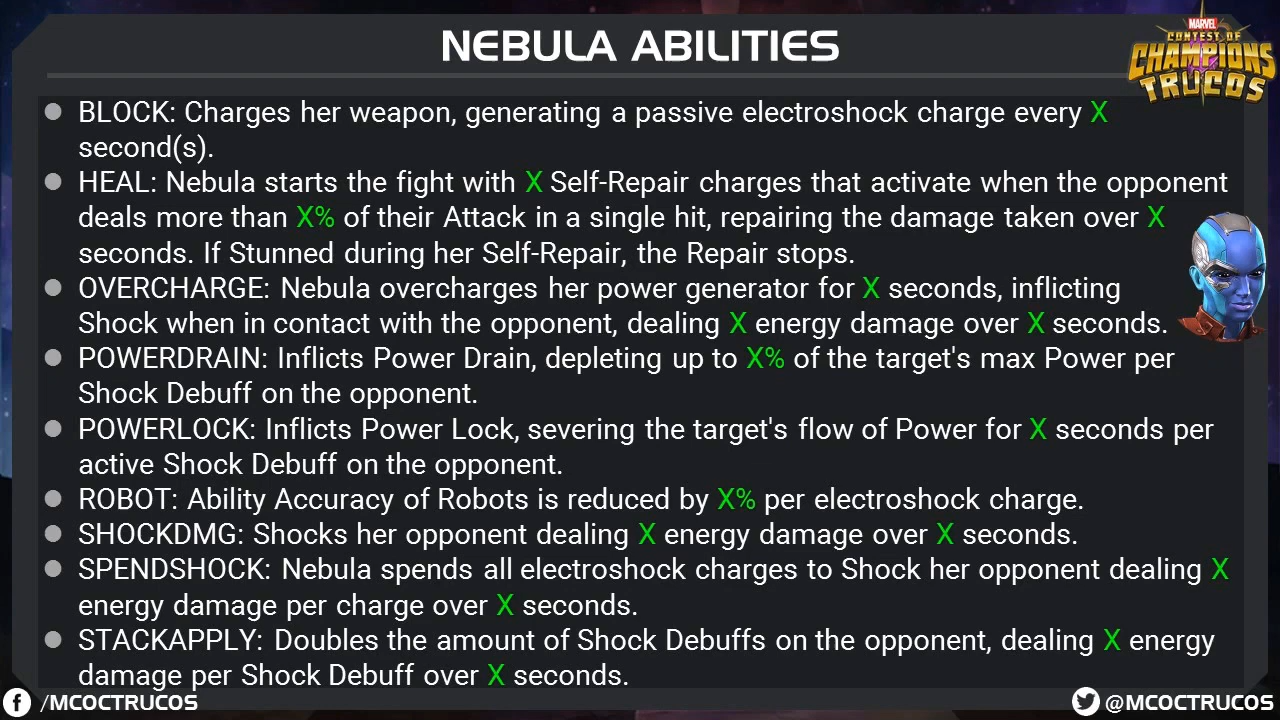 NEBULA ABILITIES
MARVEL
CONTEST OF
CHAMPIONS
TRUCOS
BLOCK: Charges her weapon, generating a passive electroshock charge every X
second(s).
HEAL: Nebula starts the fight with X Self-Repair charges that activate when the opponent
deals more than X% of their Attack in a single hit, repairing the damage taken over X
seconds. If Stunned during her Self-Repair, the Repair stops.
OVERCHARGE: Nebula overcharges her power generator for X seconds, inflicting
Shock when in contact with the opponent, dealing X energy damage over X seconds.
POWERDRAIN: Inflicts Power Drain, depleting up to X% of the target's max Power per
Shock Debuff on the opponent.
POWERLOCK: Inflicts Power Lock, severing the target's flow of Power for X seconds per
active Shock Debuff on the opponent.
ROBOT: Ability Accuracy of Robots is reduced by X% per electroshock charge.
SHOCKDMG: Shocks her opponent dealing X energy damage over X seconds.
SPENDSHOCK: Nebula spends all electroshock charges to Shock her opponent dealing X
energy damage per charge over X seconds.
STACKAPPLY: Doubles the amount of Shock Debuffs on the opponent, dealing X energy
damage per Shock Debuff over X seconds.
/MCOCTRUCOS
@MCOCTRUCOS